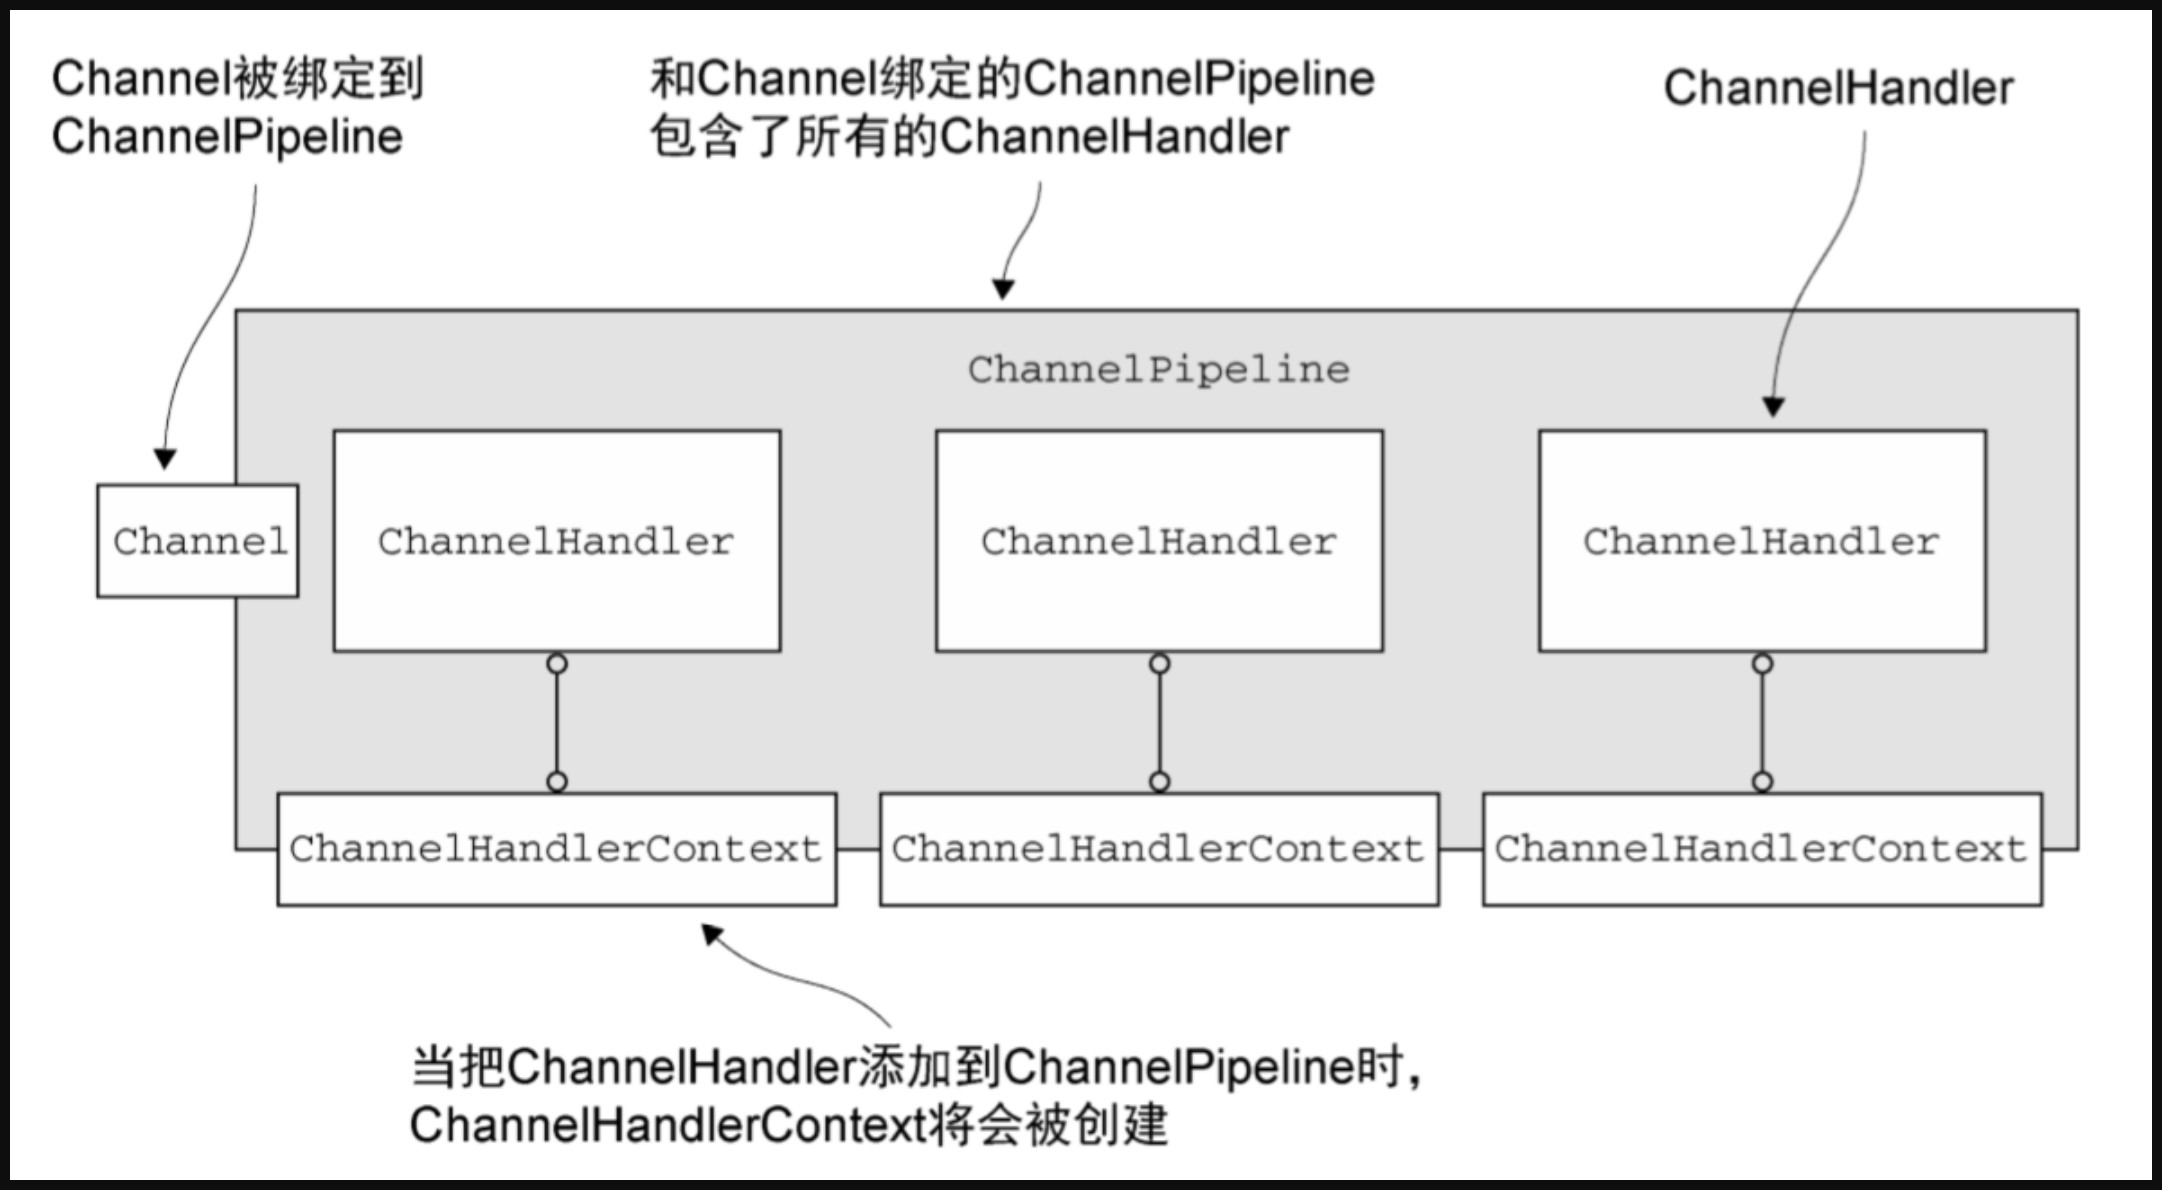 Channel被绑定到
ChannelPipeline
和Channel绑定的ChannelPipeline
包含了所有的ChannelHandler
ChannelHandler
ChannelPipeline
Channel
ChannelHandler
ChannelHandler
ChannelHandler
ChannelHandlerContext
ChannelHandlerContext
ChannelHandlerContext
当把ChannelHandler添加到ChannelPipeline时，
ChannelHandlerContext将会被创建